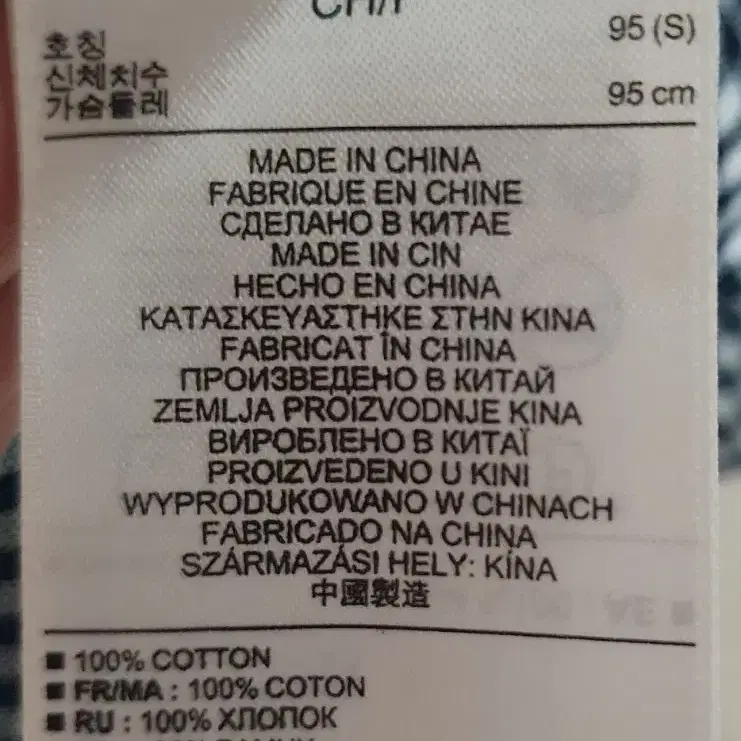 호칭 95 (S)
신체치수
가슴둘레 95 cm
MADE IN CHINA
FABRIQUE EN CHINE
СДЕЛАНО В КИТАЕ
MADE IN CIN
HECHO EN CHINA
ΚΑΤΑΣΚΕΥΑΣΤΗΚΕ ΣΤΗΝ ΚΙΝΑ
FABRICAT ÎN CHINA
ПРОИЗВЕДЕНО В КИТАЙ
ZEMLJA PROIZVODNJE KINA
ВИРОБЛЕНО В КИТАЇ
PROIZVEDENO U KINI
WYPRODUKOWANO W CHINACH
FABRICADO NA CHINA
SZÁRMAZÁSI HELY: KÍNA
中國製造
■ 100% COTTON
■ FR/MA : 100% COTON
■ RU : 100% ХЛОПОК